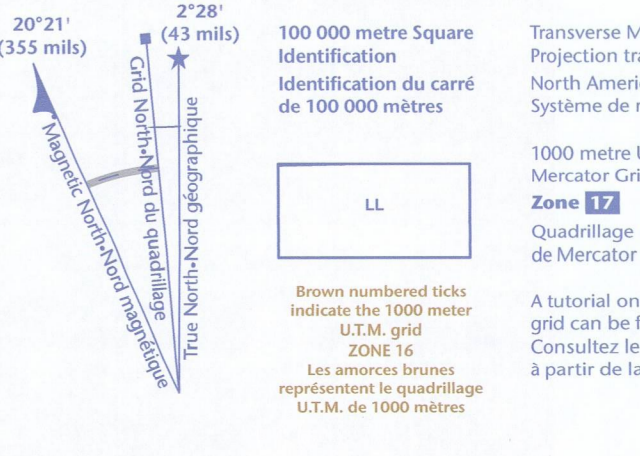 20°21'
(355 mils)
2°28'
(43 mils)
Magnetic North•Nord magnétique
Grid North•Nord du quadrillage
True North•Nord géographique
100 000 metre Square
Identification
Identification du carré
de 100 000 mètres
LL
Brown numbered ticks
indicate the 1000 meter
U.T.M. grid
ZONE 16
Les amorces brunes
représentent le quadrillage
U.T.M. de 1000 mètres
Transverse M
Projection tra
North Ameri
Système de
1000 metre U
Mercator Gri
Zone 17
Quadrillage
de Mercator
A tutorial on
grid can be f
Consultez le
à partir de la